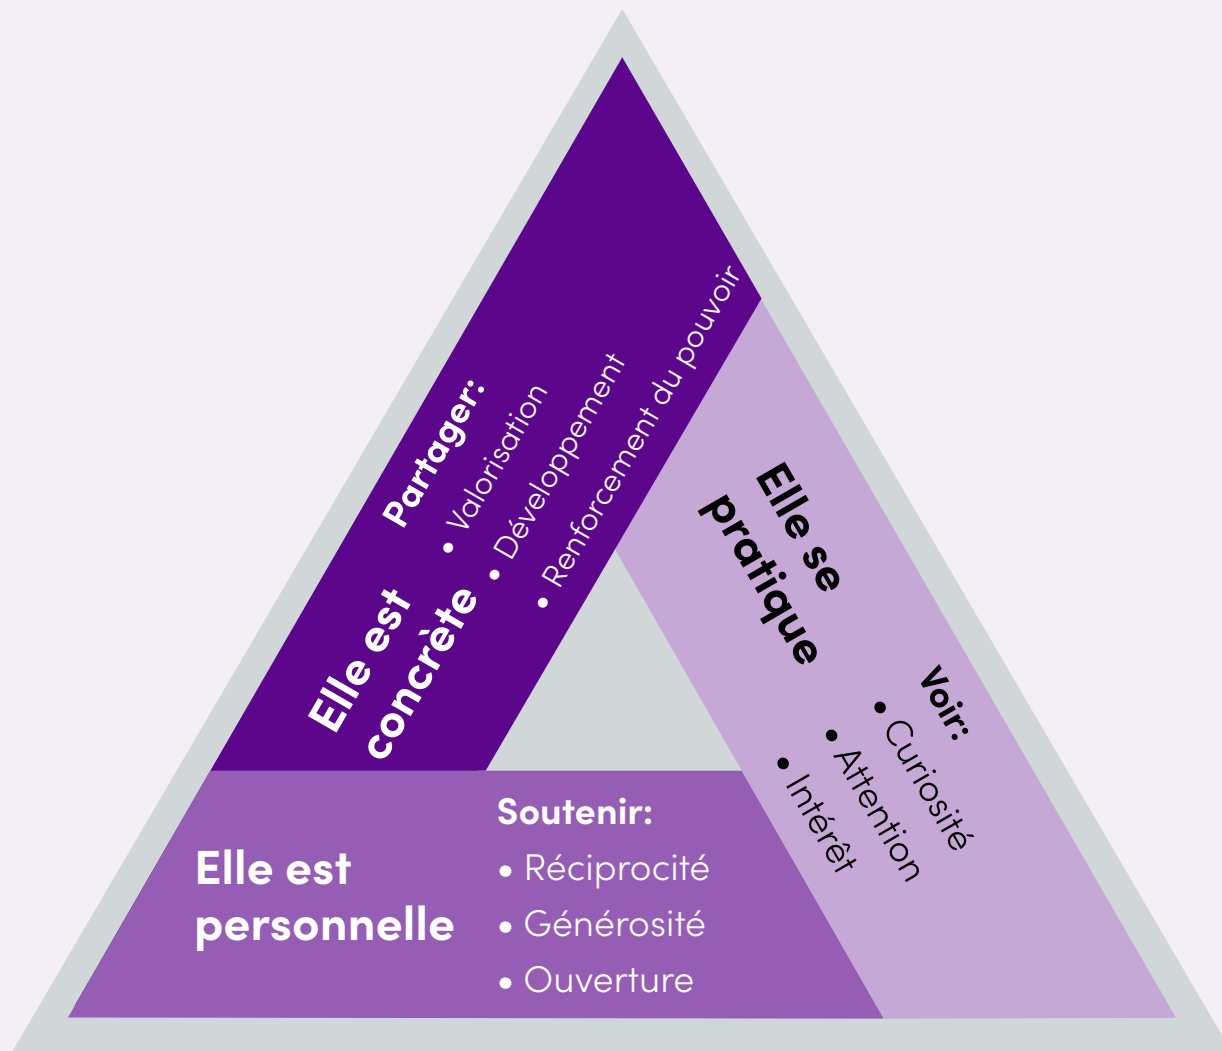 Elle est
concrète
Partager:
• Valorisation
• Développement
• Renforcement du pouvoir
Elle se
pratique
Voir:
• Curiosité
• Attention
• Intérêt
Elle est
personnelle
Soutenir:
• Réciprocité
• Générosité
• Ouverture